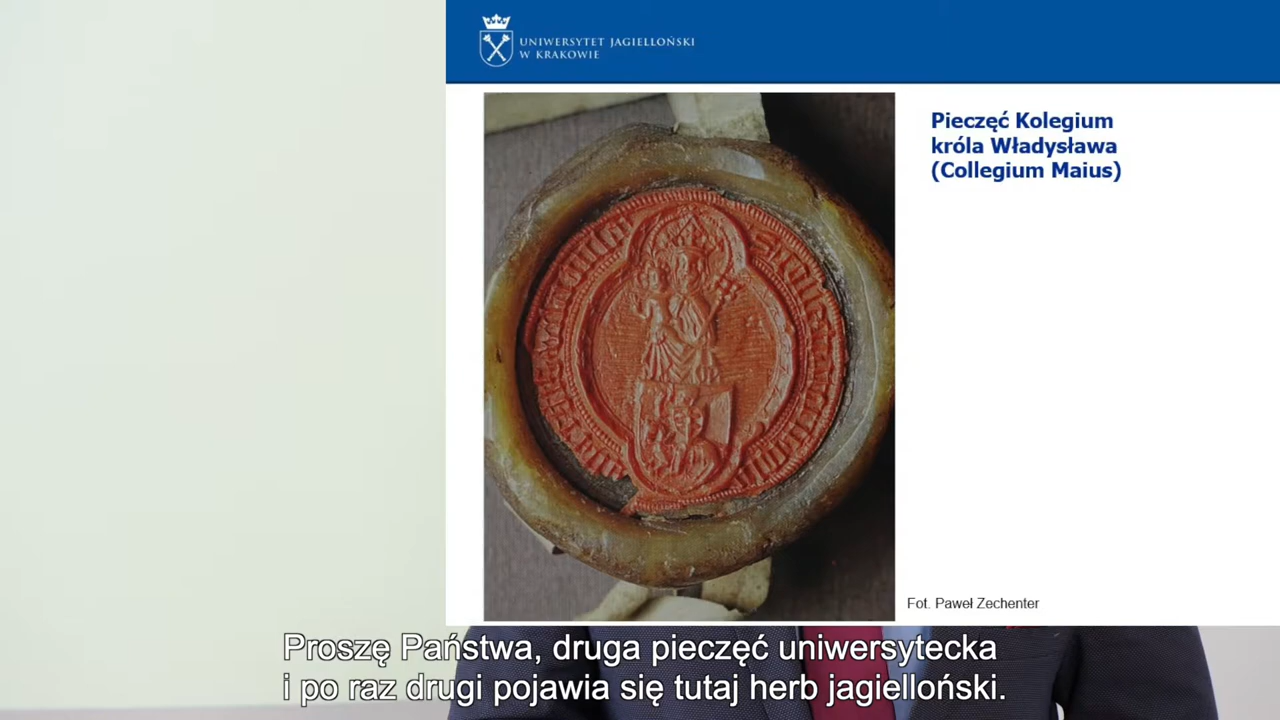 UNIWERSYTET JAGIELLOŃSKI
W KRAKOWIE
Pieczęć Kolegium
króla Władysława
(Collegium Maius)
Fot. Paweł Zechenter
Proszę Państwa, druga pieczęć uniwersytecka
i po raz drugi pojawia się tutaj herb jagielloński.